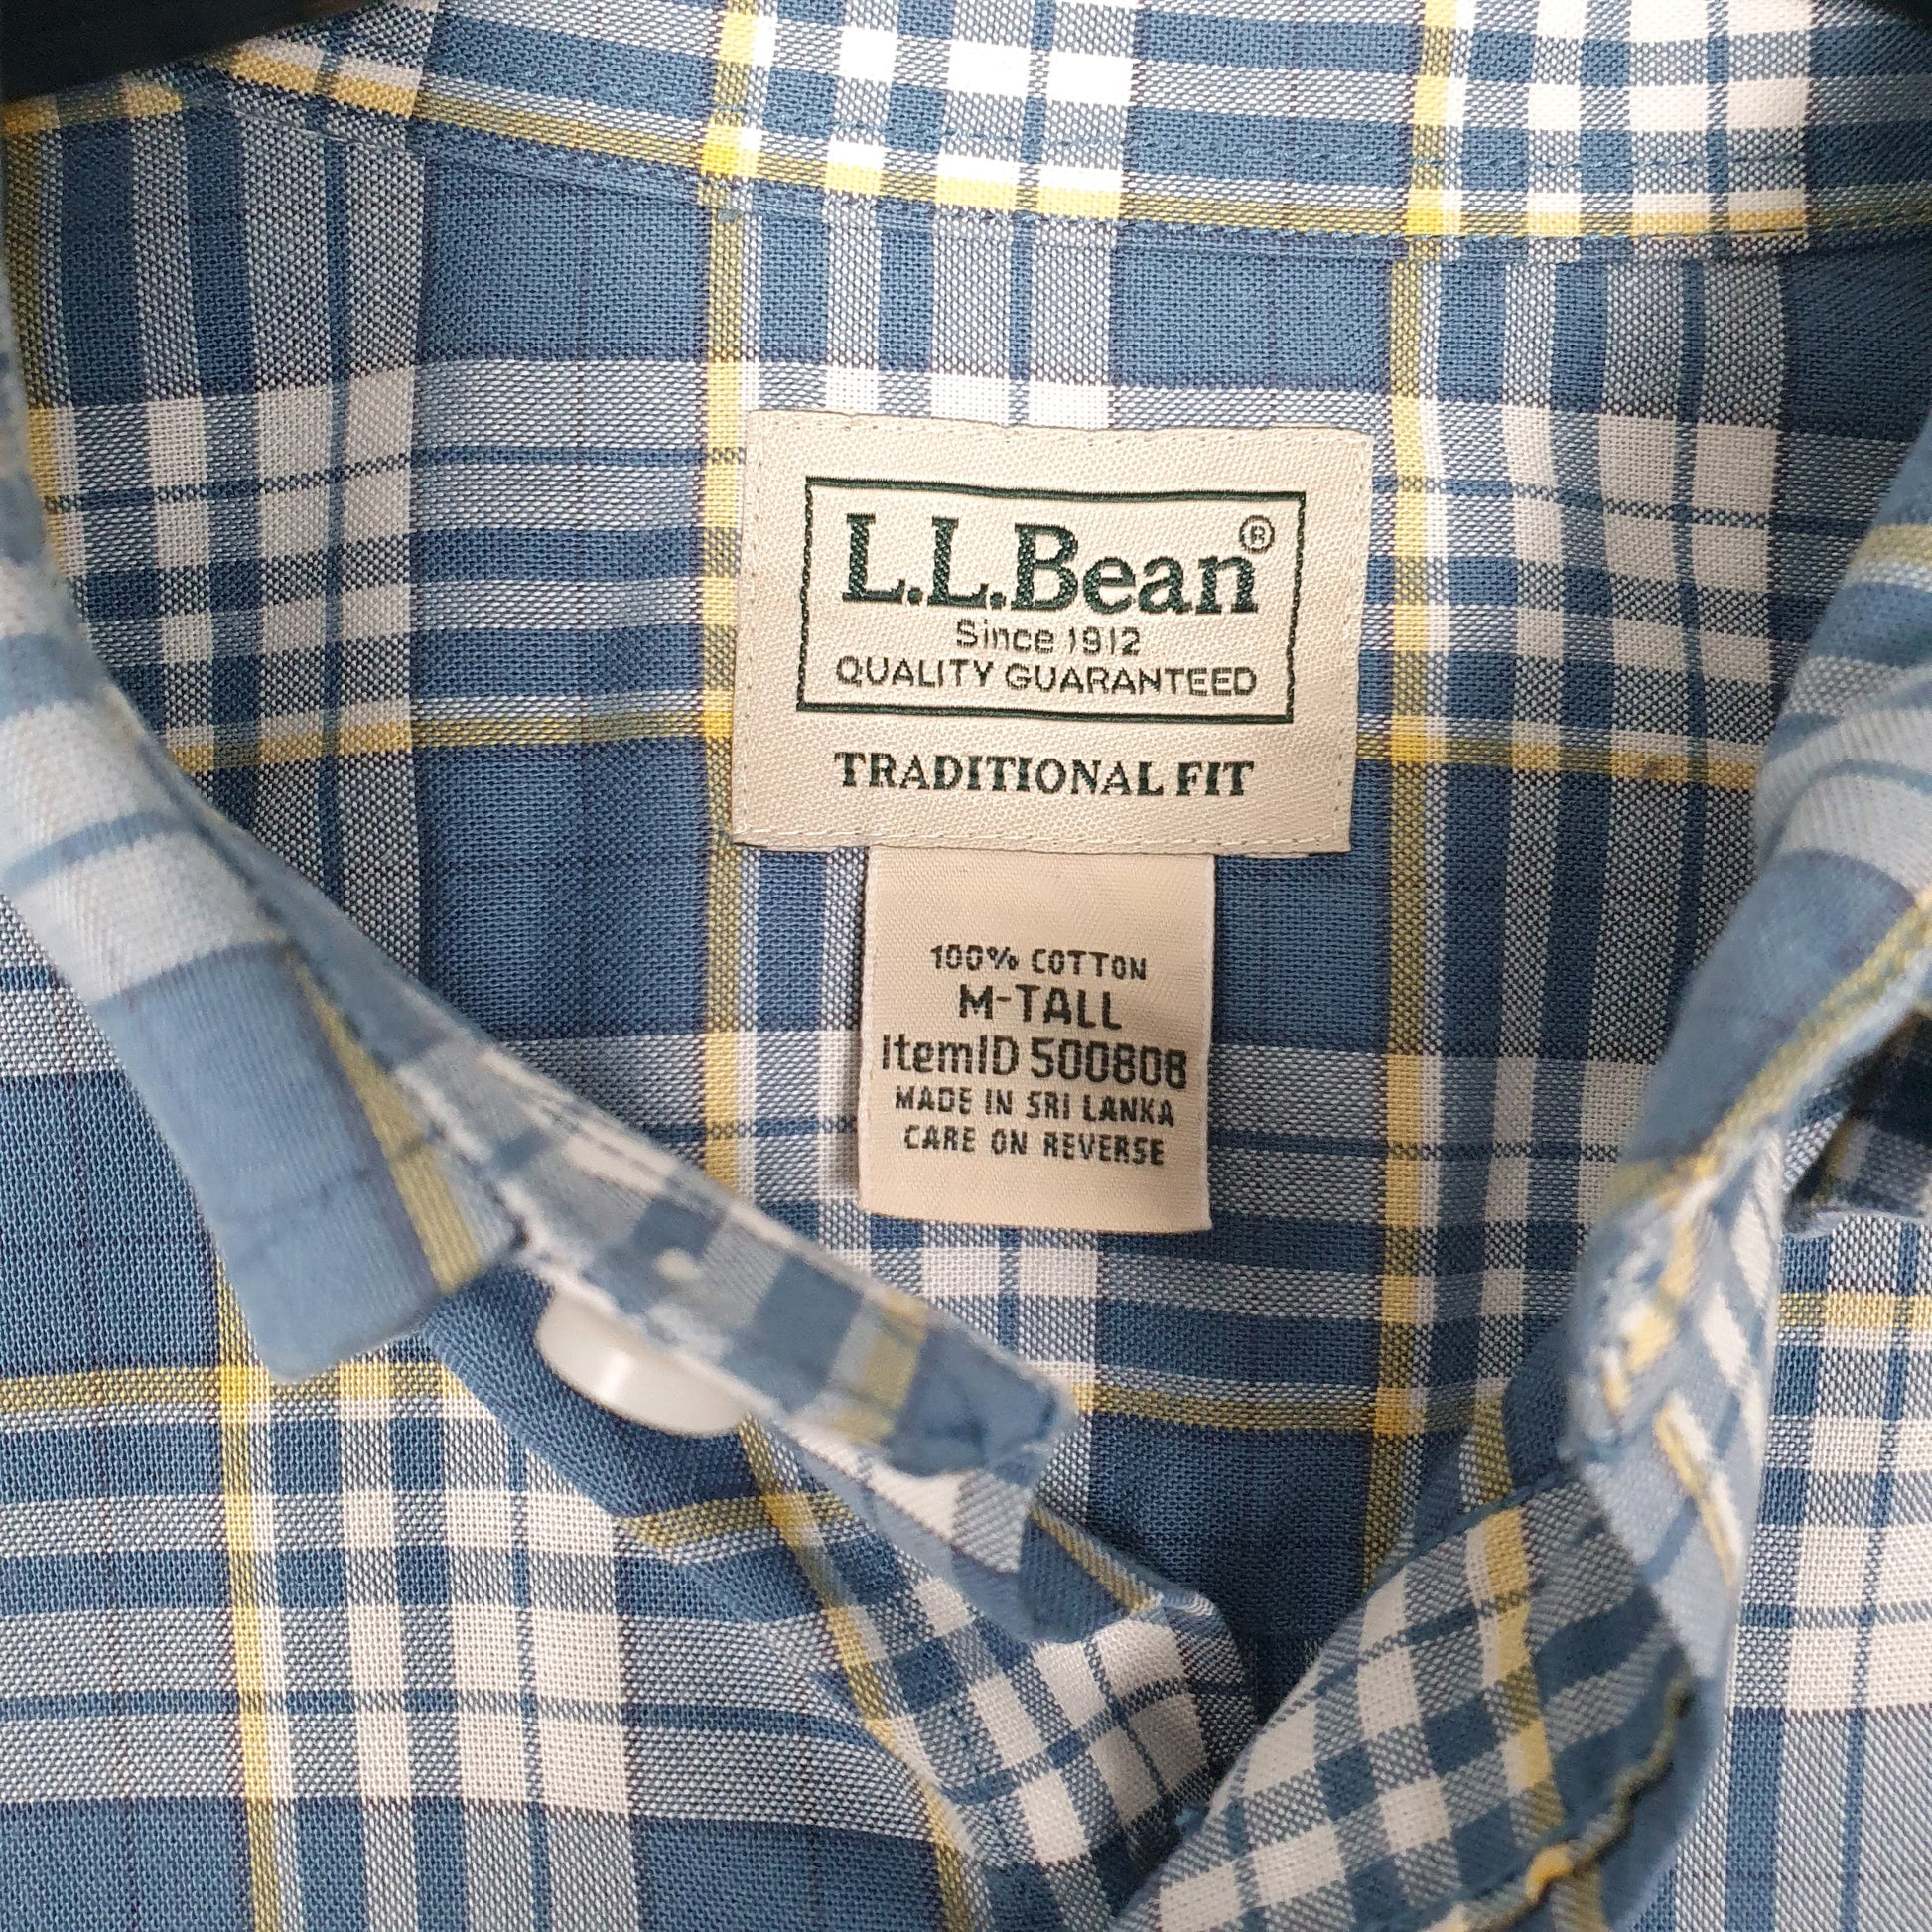 L.L.Bean®
Since 1912
QUALITY GUARANTEED
TRADITIONAL FIT
100% COTTON
M-TALL
ItemID 500808
MADE IN SRI LANKA
CARE ON REVERSE